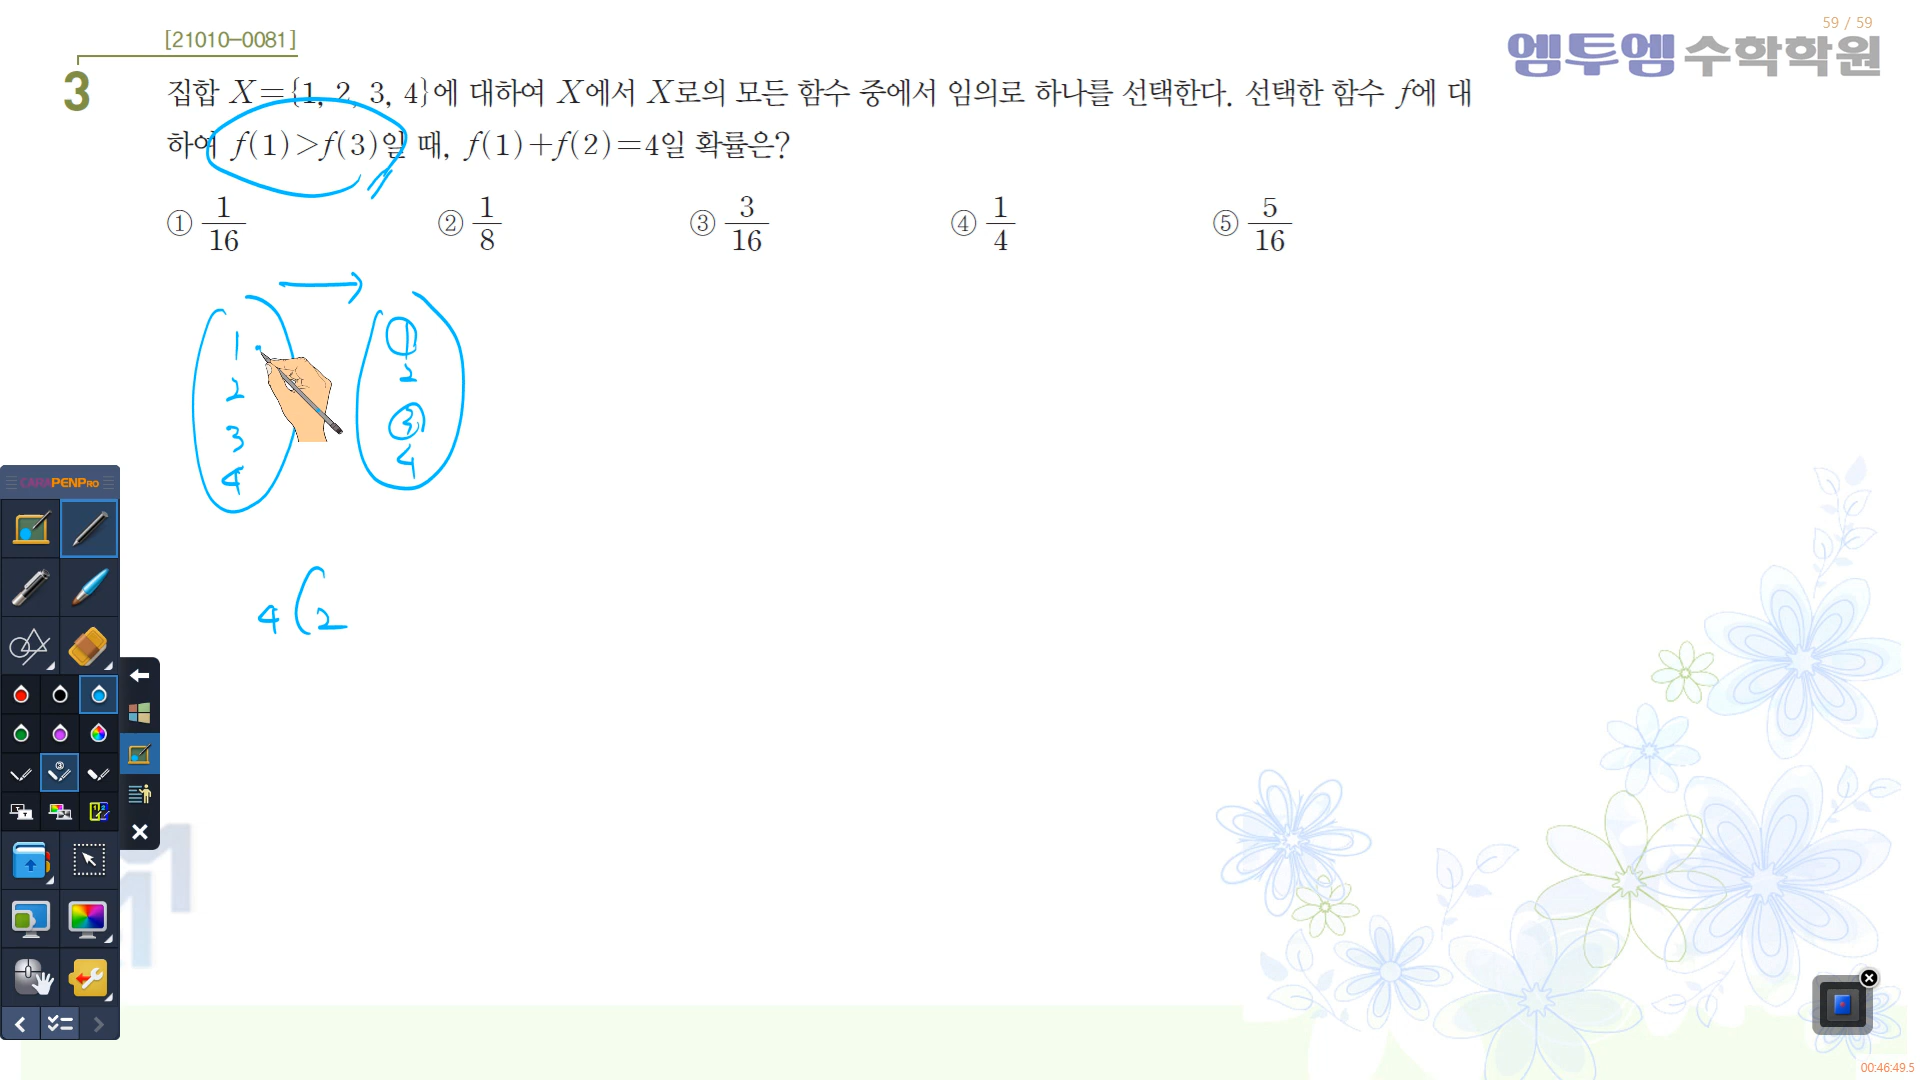 59 / 59
[21010-0081]
엠투엠 수학학원
3 집합 X={1, 2, 3, 4}에 대하여 X에서 X로의 모든 함수 중에서 임의로 하나를 선택한다. 선택한 함수 f에 대
하여 f(1)>f(3)일 때, f(1)+f(2)=4일 확률은?
① 1/16 ② 1/8 ③ 3/16 ④ 1/4 ⑤ 5/16
1 1
2 2
3 3
4 4
4C2
CARAPENPRO
00:46:49.5